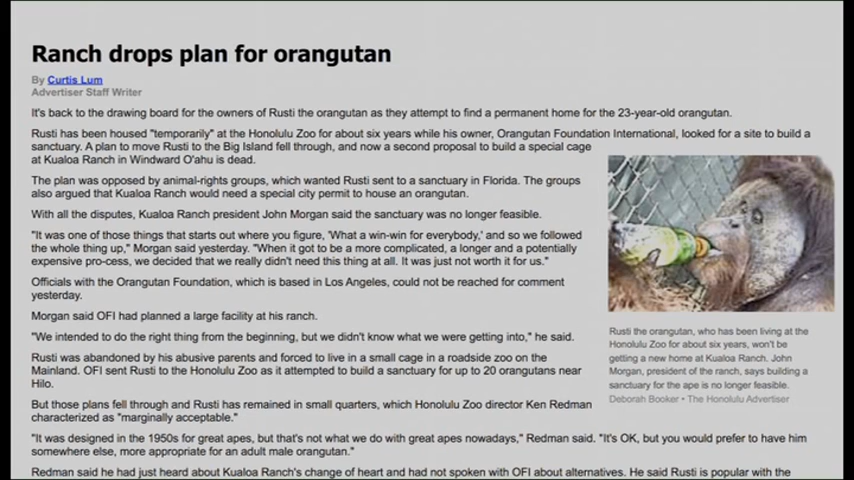 Ranch drops plan for orangutan
By Curtis Lum
Advertiser Staff Writer
It's back to the drawing board for the owners of Rusti the orangutan as they attempt to find a permanent home for the 23-year-old orangutan.
Rusti has been housed "temporarily" at the Honolulu Zoo for about six years while his owner, Orangutan Foundation International, looked for a site to build a
sanctuary. A plan to move Rusti to the Big Island fell through, and now a second proposal to build a special cage
at Kualoa Ranch in Windward O'ahu is dead.
The plan was opposed by animal-rights groups, which wanted Rusti sent to a sanctuary in Florida. The groups
also argued that Kualoa Ranch would need a special city permit to house an orangutan.
With all the disputes, Kualoa Ranch president John Morgan said the sanctuary was no longer feasible.
"It was one of those things that starts out where you figure, 'What a win-win for everybody,' and so we followed
the whole thing up," Morgan said yesterday. "When it got to be a more complicated, a longer and a potentially
expensive pro-cess, we decided that we really didn't need this thing at all. It was just not worth it for us."
Officials with the Orangutan Foundation, which is based in Los Angeles, could not be reached for comment
yesterday.
Morgan said OFI had planned a large facility at his ranch.
"We intended to do the right thing from the beginning, but we didn't know what we were getting into," he said.
Rusti was abandoned by his abusive parents and forced to live in a small cage in a roadside zoo on the
Mainland. OFI sent Rusti to the Honolulu Zoo as it attempted to build a sanctuary for up to 20 orangutans near
Hilo.
But those plans fell through and Rusti has remained in small quarters, which Honolulu Zoo director Ken Redman
characterized as "marginally acceptable."
"It was designed in the 1950s for great apes, but that's not what we do with great apes nowadays," Redman said. "It's OK, but you would prefer to have him
somewhere else, more appropriate for an adult male orangutan."
Redman said he had just heard about Kualoa Ranch's change of heart and had not spoken with OFI about alternatives. He said Rusti is popular with the
Rusti the orangutan, who has been living at the
Honolulu Zoo for about six years, won't be
getting a new home at Kualoa Ranch. John
Morgan, president of the ranch, says building a
sanctuary for the ape is no longer feasible.
Deborah Booker • The Honolulu Advertiser